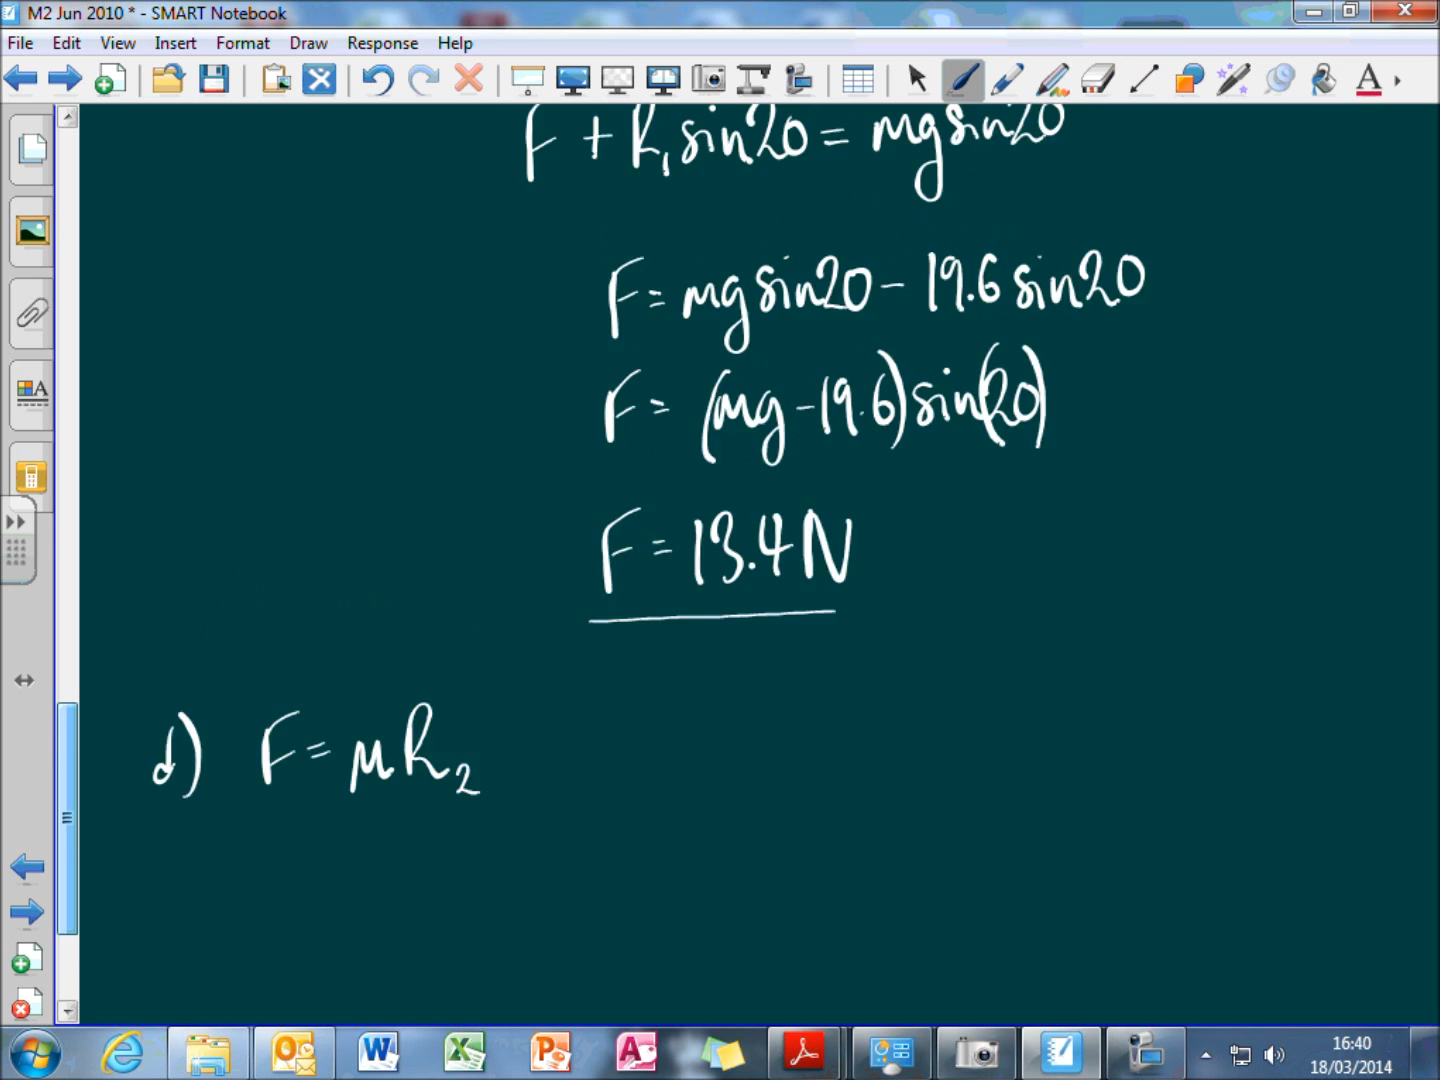 M2 Jun 2010 * - SMART Notebook
File Edit View Insert Format Draw Response Help
F + R₁ sin20 = mg sin20
F = mg sin20 - 19.6 sin20
F = (mg - 19.6) sin(20)
F = 13.4 N
d) F = μR₂
16:40
18/03/2014